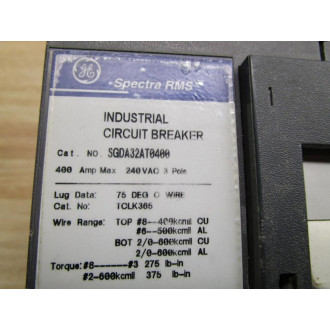 GE
Spectra RMS
INDUSTRIAL
CIRCUIT BREAKER
Cat. NO. SGDA32AT0400
400 Amp Max 240VAC 3 Pole
Lug Data: 75 DEG C WIRE
Cat. No: TCLK365
Wire Range: TOP #8--400kcmil CU
#6--500kcmil AL
BOT 2/0-600kcmil CU
2/0-600kcmil AL
Torque:#8------#3 275 lb-in
#2-600kcmil 375 lb-in